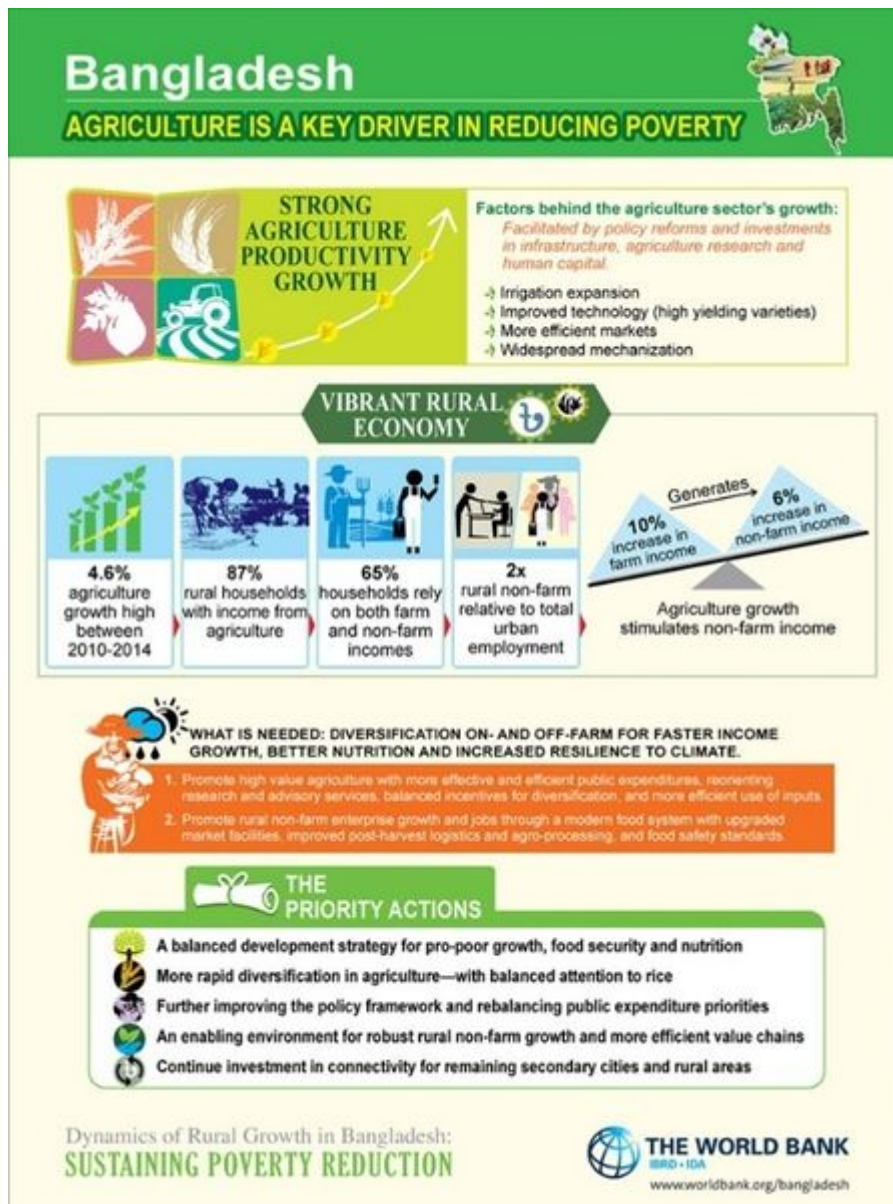 Bangladesh
AGRICULTURE IS A KEY DRIVER IN REDUCING POVERTY
STRONG
AGRICULTURE
PRODUCTIVITY
GROWTH
Factors behind the agriculture sector's growth:
Facilitated by policy reforms and investments
in infrastructure, agriculture research and
human capital.
Irrigation expansion
Improved technology (high yielding varieties)
More efficient markets
Widespread mechanization
VIBRANT RURAL
ECONOMY
৳
4.6%
agriculture
growth high
between
2010-2014
87%
rural households
with income from
agriculture
65%
households rely
on both farm
and non-farm
incomes
2x
rural non-farm
relative to total
urban
employment
10%
increase in
farm income
Generates
6%
increase in
non-farm income
Agriculture growth
stimulates non-farm income
WHAT IS NEEDED: DIVERSIFICATION ON- AND OFF-FARM FOR FASTER INCOME
GROWTH, BETTER NUTRITION AND INCREASED RESILIENCE TO CLIMATE.
1. Promote high value agriculture with more effective and efficient public expenditures, reorienting
research and advisory services, balanced incentives for diversification, and more efficient use of inputs.
2. Promote rural non-farm enterprise growth and jobs through a modern food system with upgraded
market facilities, improved post-harvest logistics and agro-processing, and food safety standards.
THE
PRIORITY ACTIONS
A balanced development strategy for pro-poor growth, food security and nutrition
More rapid diversification in agriculture—with balanced attention to rice
Further improving the policy framework and rebalancing public expenditure priorities
An enabling environment for robust rural non-farm growth and more efficient value chains
Continue investment in connectivity for remaining secondary cities and rural areas
Dynamics of Rural Growth in Bangladesh:
SUSTAINING POVERTY REDUCTION
THE WORLD BANK
IBRD • IDA
www.worldbank.org/bangladesh